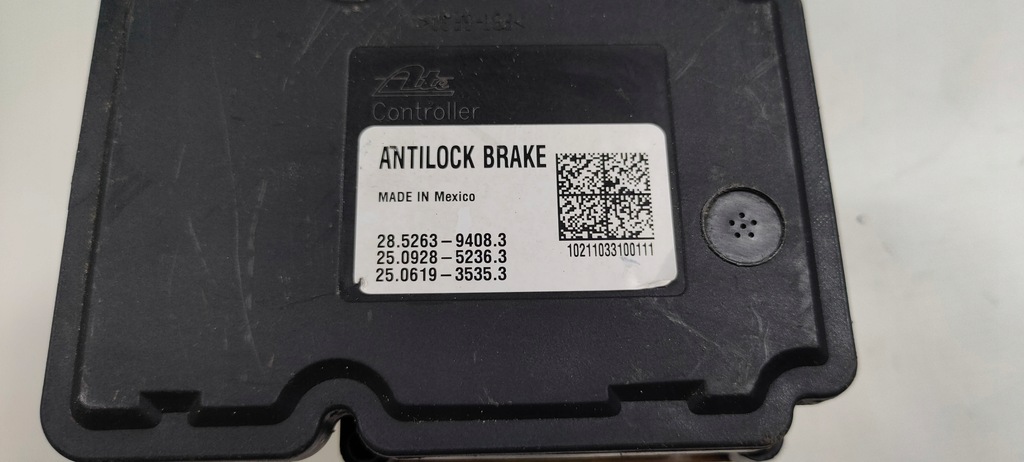 Ate
Controller
ANTILOCK BRAKE
MADE IN Mexico
28.5263-9408.3
25.0928-5236.3
25.0619-3535.3
10211033100111